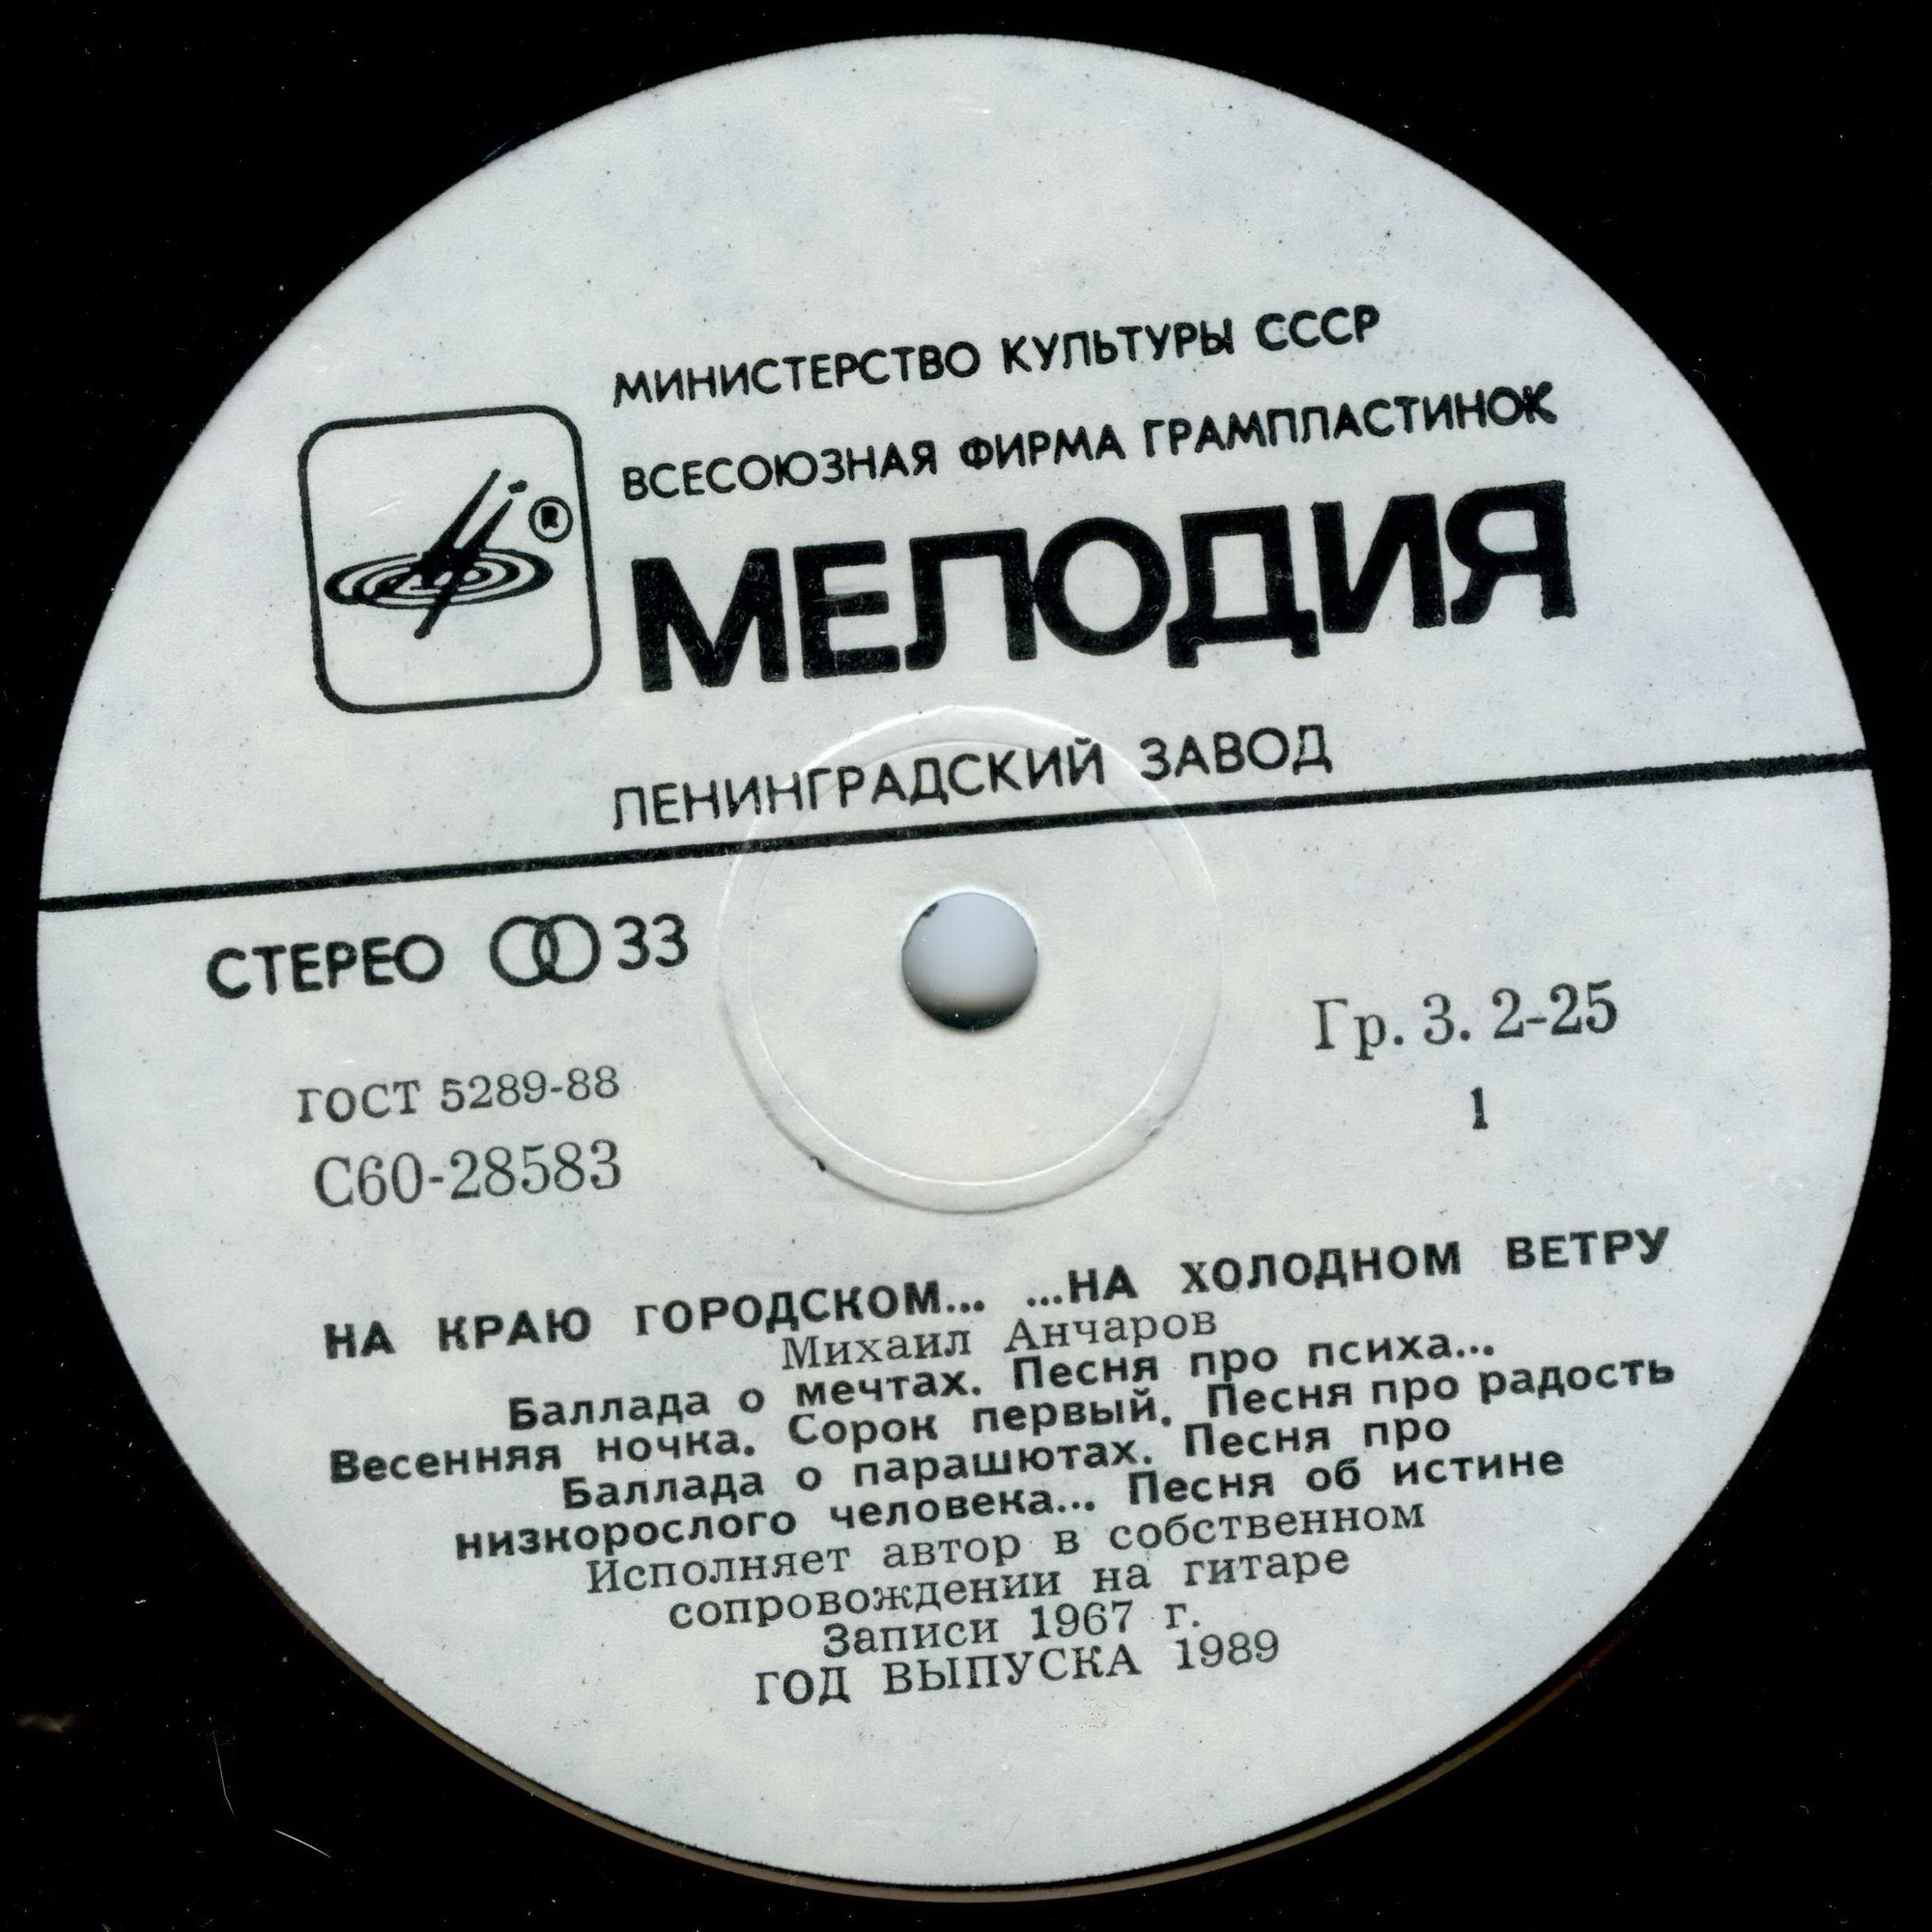 МИНИСТЕРСТВО КУЛЬТУРЫ СССР
ВСЕСОЮЗНАЯ ФИРМА ГРАМПЛАСТИНОК
®
МЕЛОДИЯ
ЛЕНИНГРАДСКИЙ ЗАВОД
СТЕРЕО 33
Гр. 3. 2-25
ГОСТ 5289-88
1
С60-28583
НА КРАЮ ГОРОДСКОМ... ...НА ХОЛОДНОМ ВЕТРУ
Михаил Анчаров
Баллада о мечтах. Песня про психа...
Весенняя ночка. Сорок первый. Песня про радость
Баллада о парашютах. Песня про
низкорослого человека... Песня об истине
Исполняет автор в собственном
сопровождении на гитаре
Записи 1967 г.
ГОД ВЫПУСКА 1989